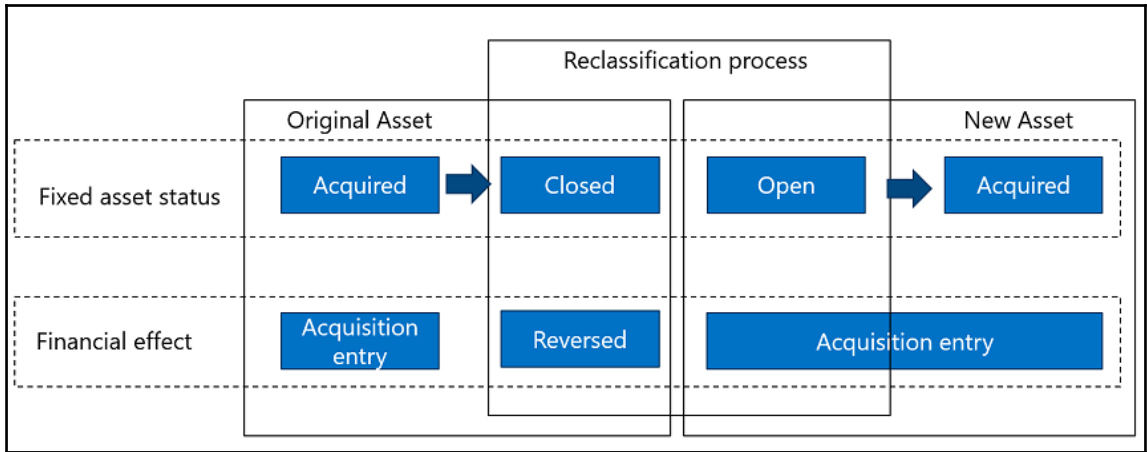 Reclassification process
Original Asset
New Asset
Fixed asset status
Acquired
Closed
Open
Acquired
Financial effect
Acquisition
entry
Reversed
Acquisition entry